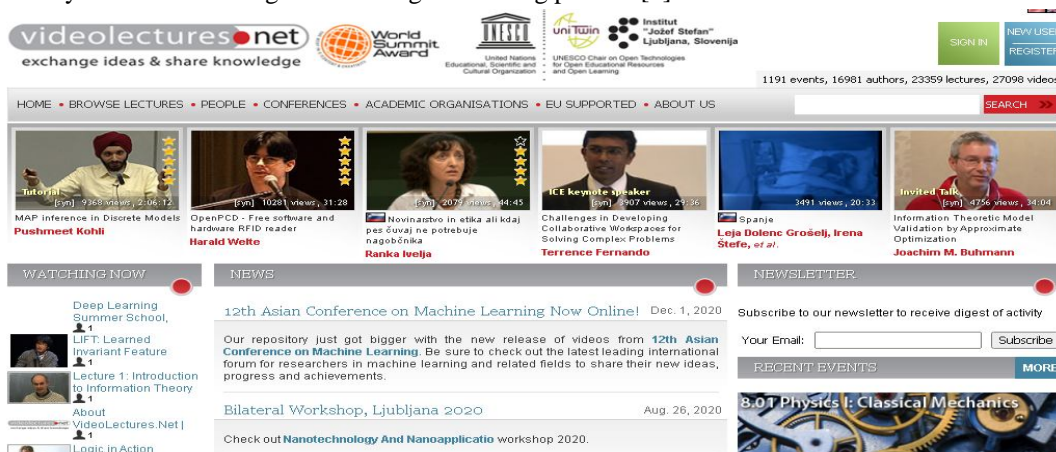 videolectures.net
exchange ideas & share knowledge
World
Summit
Award
UNESCO
United Nations
Educational, Scientific and
Cultural Organization
uniTwin
Institut
"Jožef Stefan"
Ljubljana, Slovenija
UNESCO Chair on Open Technologies
for Open Educational Resources
and Open Learning
SIGN IN
NEW USER
REGISTER
1191 events, 16981 authors, 23359 lectures, 27098 videos
HOME • BROWSE LECTURES • PEOPLE • CONFERENCES • ACADEMIC ORGANISATIONS • EU SUPPORTED • ABOUT US
SEARCH
Tutorial
[syn] 9368 views, 2:06:12
MAP inference in Discrete Models
Pushmeet Kohli
[syn] 10281 views, 31:28
OpenPCD - Free software and
hardware RFID reader
Harald Welte
[syn] 2079 views, 44:45
Novinarstvo in etika ali kdaj
pes čuvaj ne potrebuje
nagobčnika
Ranka Ivelja
ICE keynote speaker
[syn] 3907 views, 29:36
Challenges in Developing
Collaborative Workspaces for
Solving Complex Problems
Terrence Fernando
3491 views, 20:33
Spanje
Leja Dolenc Grošelj, Irena
Štefe, et al.
Invited Talk
[syn] 4756 views, 34:04
Information Theoretic Model
Validation by Approximate
Optimization
Joachim M. Buhmann
WATCHING NOW
Deep Learning
Summer School,
1
LIFT: Learned
Invariant Feature
1
Lecture 1: Introduction
to Information Theory
1
About
VideoLectures.Net |
1
Logic in Action
NEWS
12th Asian Conference on Machine Learning Now Online! Dec. 1, 2020
Our repository just got bigger with the new release of videos from 12th Asian
Conference on Machine Learning. Be sure to check out the latest leading international
forum for researchers in machine learning and related fields to share their new ideas,
progress and achievements.
Bilateral Workshop, Ljubljana 2020 Aug. 26, 2020
Check out Nanotechnology And Nanoapplicatio workshop 2020.
NEWSLETTER
Subscribe to our newsletter to receive digest of activity
Your Email: Subscribe
RECENT EVENTS MORE
8.01 Physics I: Classical Mechanics